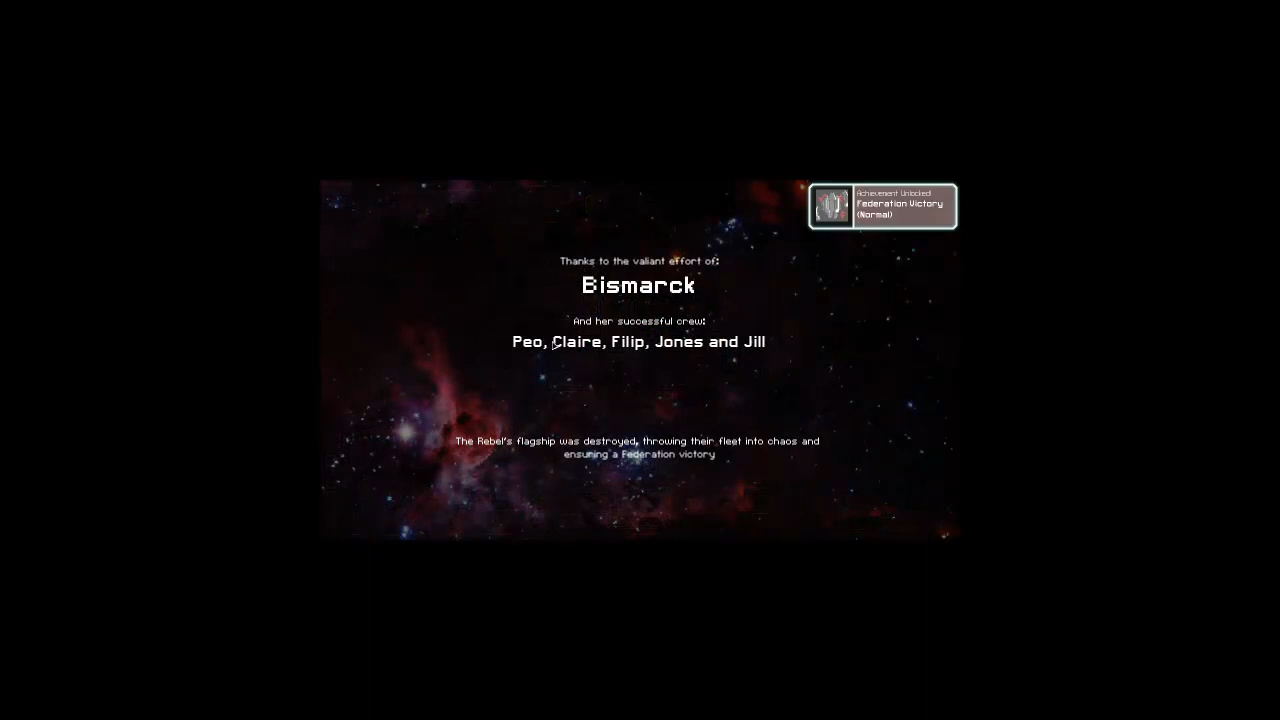 Achievement Unlocked!
Federation Victory
(Normal)
Thanks to the valiant effort of:
Bismarck
And her successful crew:
Peo, Claire, Filip, Jones and Jill
The Rebel's flagship was destroyed, throwing their fleet into chaos and
ensuring a Federation victory